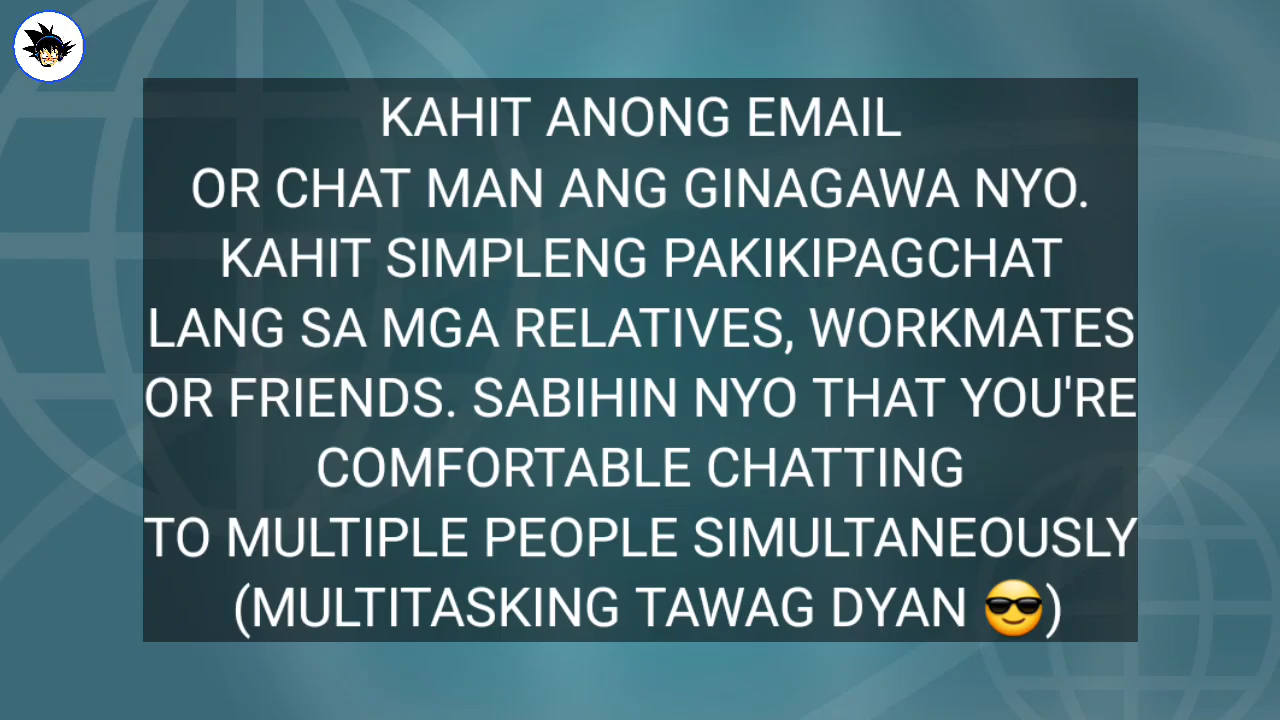 KAHIT ANONG EMAIL
OR CHAT MAN ANG GINAGAWA NYO.
KAHIT SIMPLENG PAKIKIPAGCHAT
LANG SA MGA RELATIVES, WORKMATES
OR FRIENDS. SABIHIN NYO THAT YOU'RE
COMFORTABLE CHATTING
TO MULTIPLE PEOPLE SIMULTANEOUSLY
(MULTITASKING TAWAG DYAN 😎)